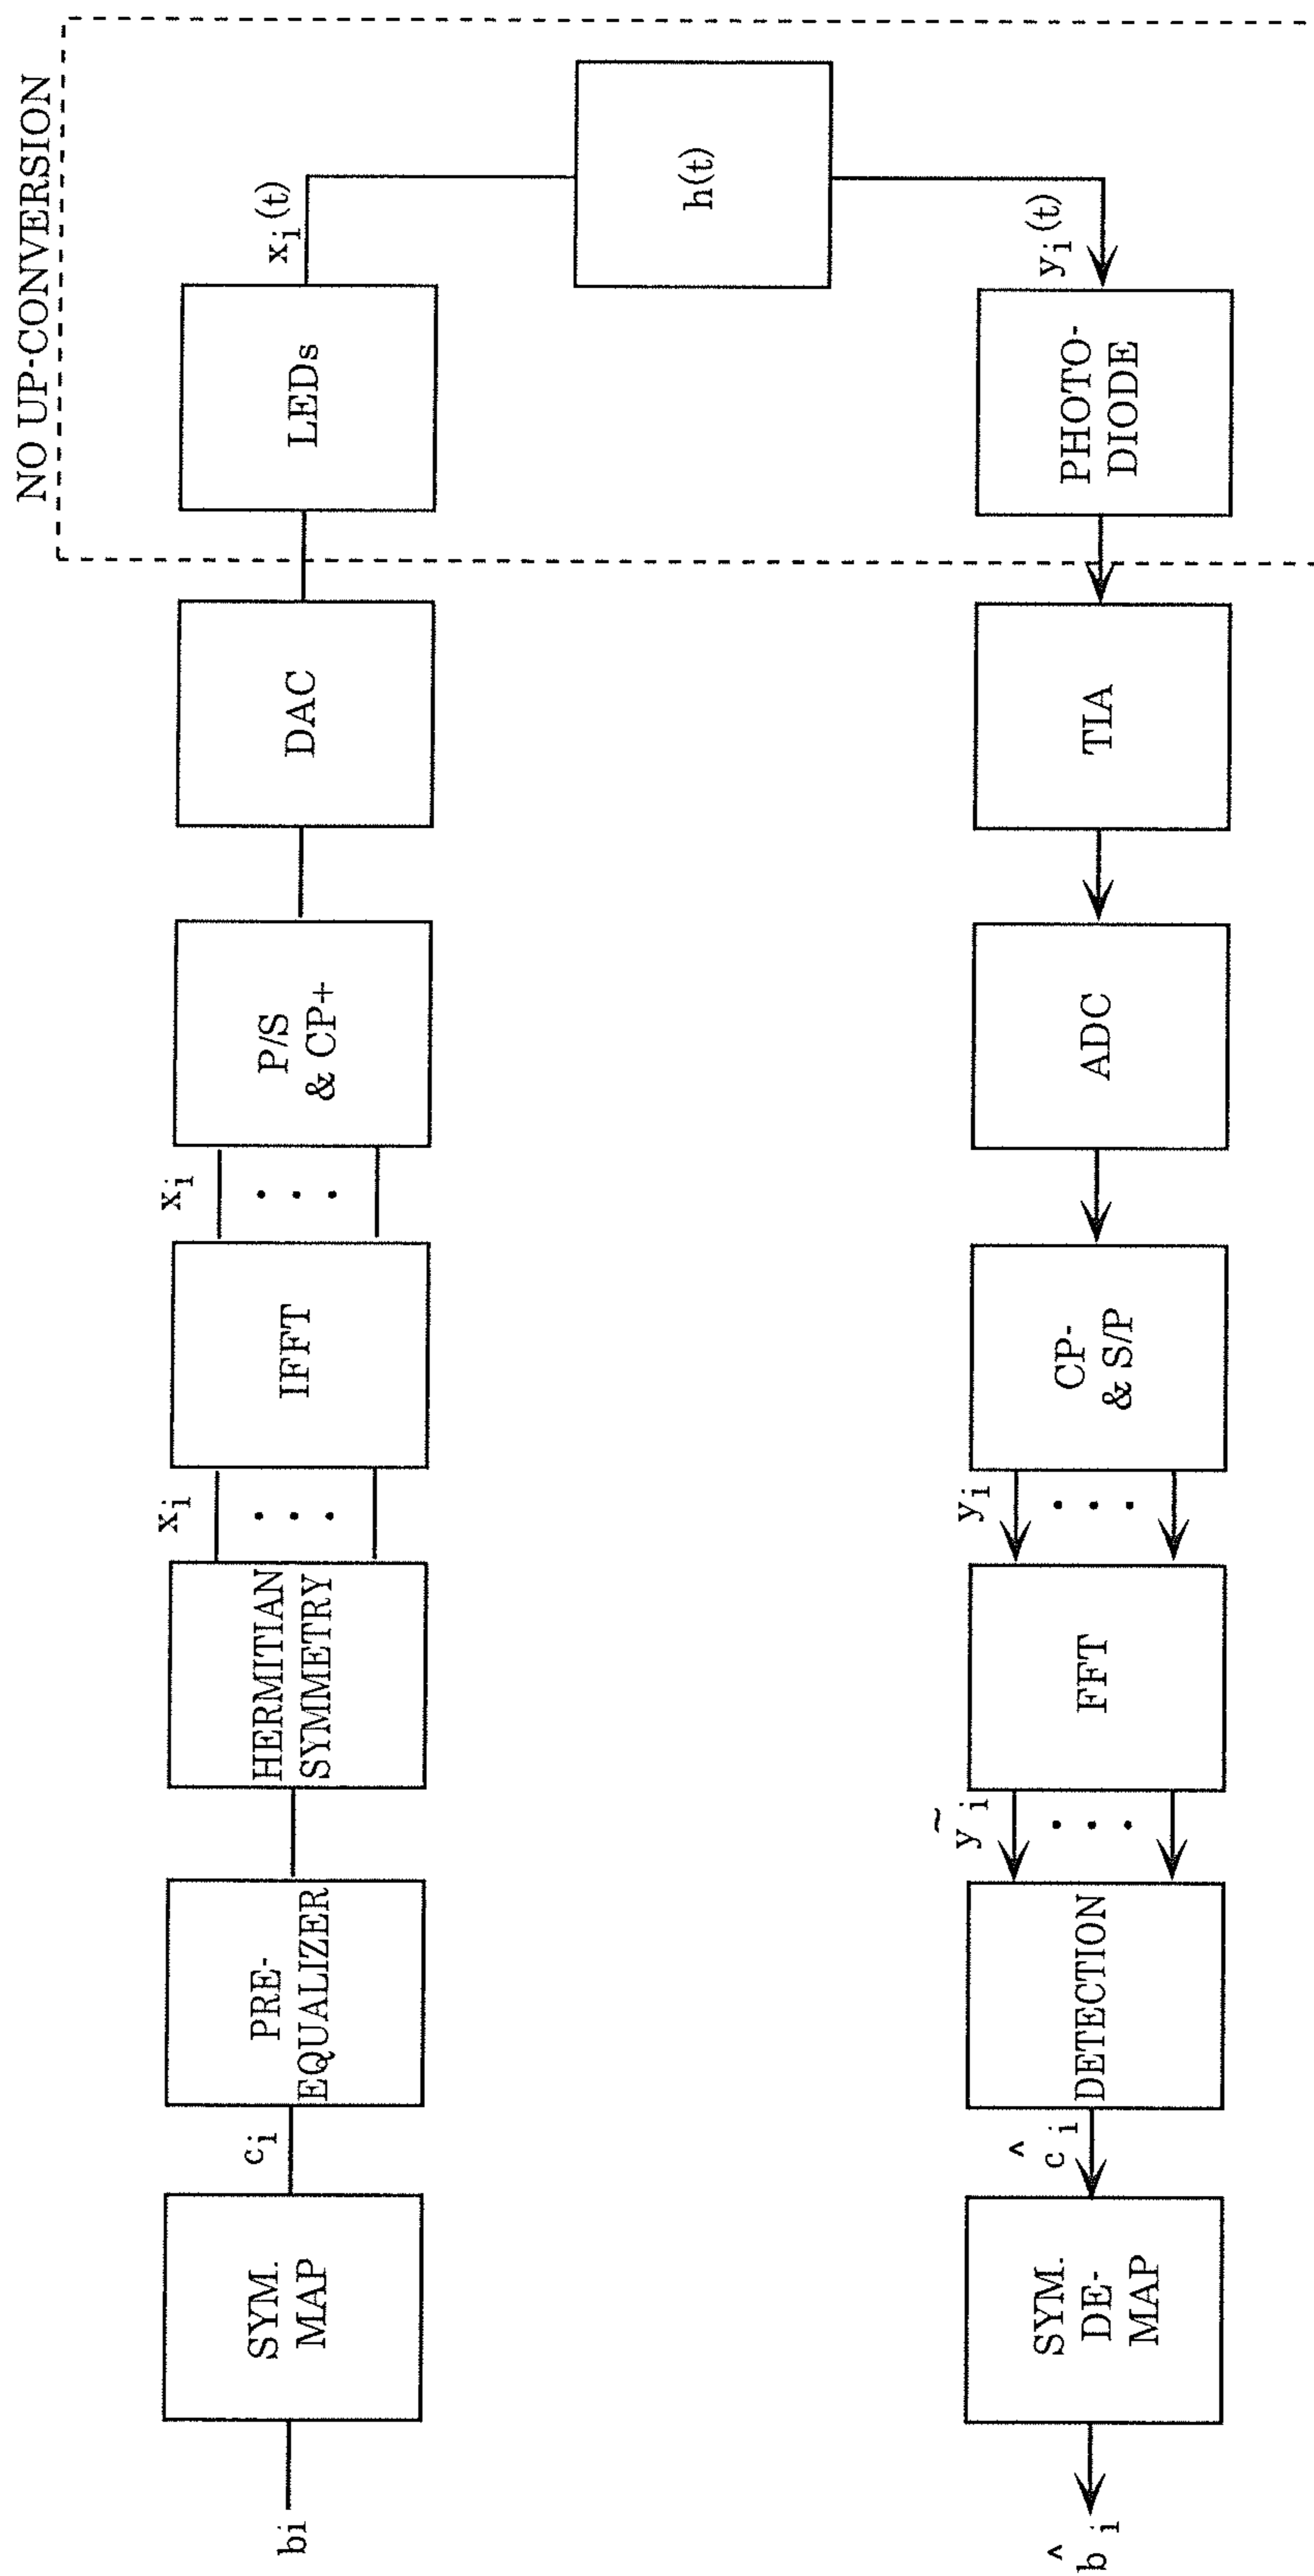 NO UP-CONVERSION
bi
SYM.
MAP
ci
PRE-
EQUALIZER
HERMITIAN
SYMMETRY
xi
. . .
IFFT
xi
. . .
P/S
& CP+
DAC
LEDs
xi(t)
h(t)
yi(t)
PHOTO-
DIODE
TIA
ADC
CP-
& S/P
yi
. . .
FFT
ỹi
. . .
DETECTION
ĉi
SYM.
DE-
MAP
b̂i